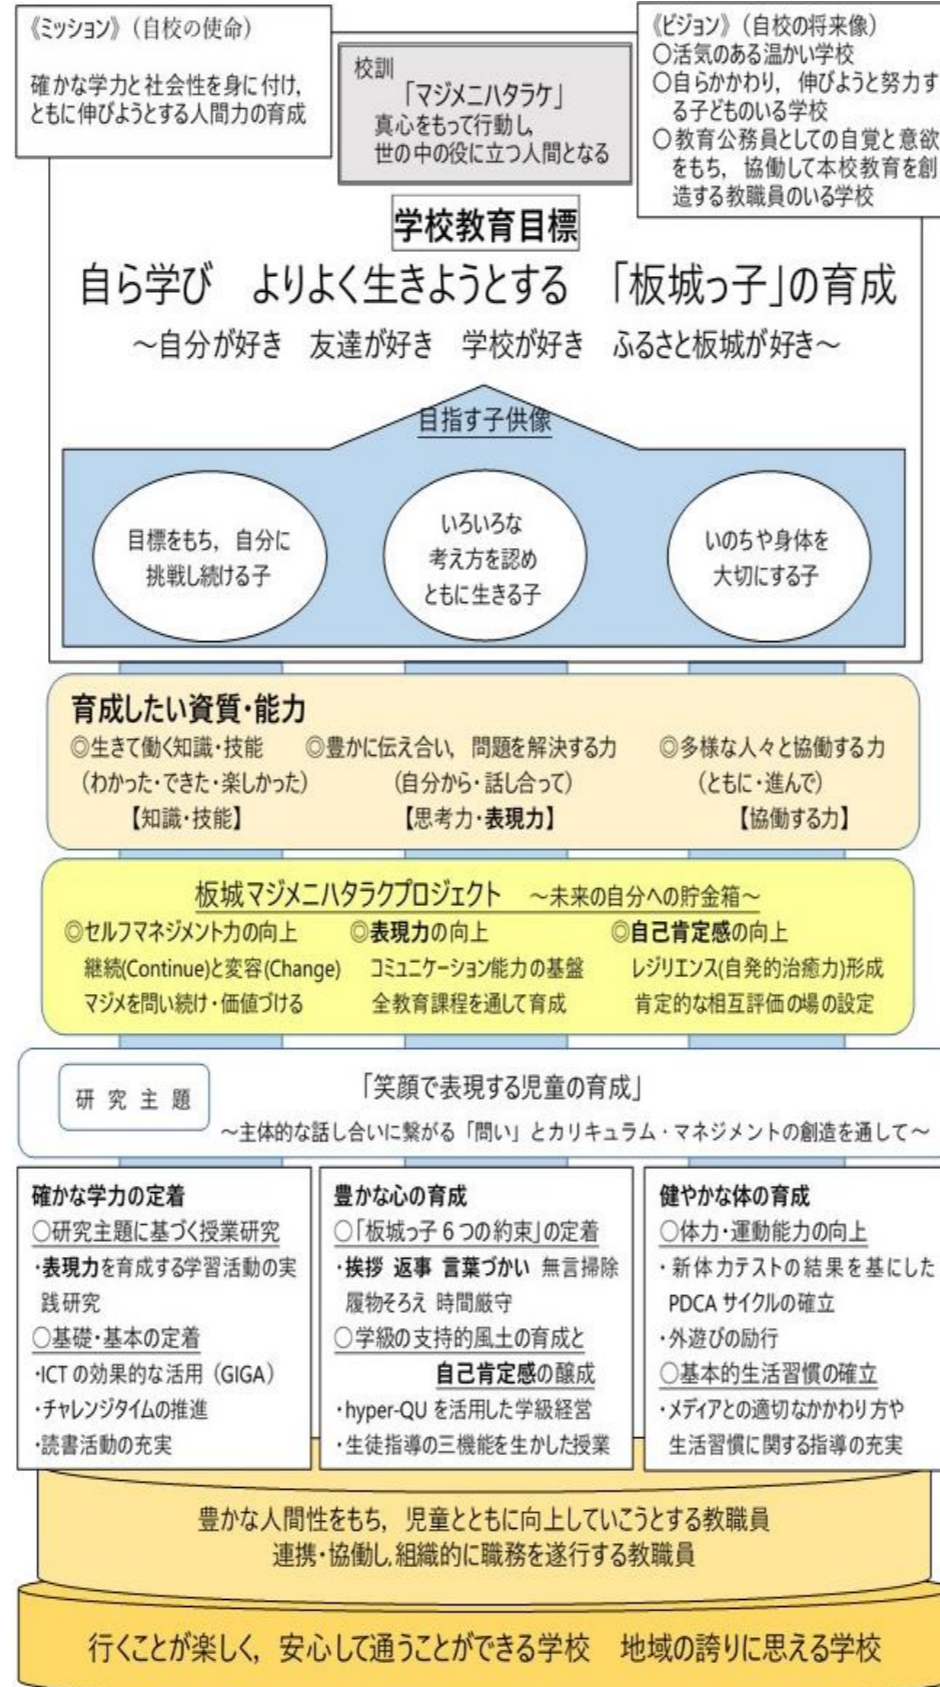 《ミッション》（自校の使命）
確かな学力と社会性を身に付け，
ともに伸びようとする人間力の育成
校訓
「マジメニハタラケ」
真心をもって行動し，
世の中の役に立つ人間となる
《ビジョン》（自校の将来像）
○活気のある温かい学校
○自らかかわり，伸びようと努力す
る子どものいる学校
○教育公務員としての自覚と意欲
をもち，協働して本校教育を創
造する教職員のいる学校
学校教育目標
自ら学び　よりよく生きようとする　「板城っ子」の育成
～自分が好き　友達が好き　学校が好き　ふるさと板城が好き～
目指す子供像
目標をもち，自分に
挑戦し続ける子
いろいろな
考え方を認め
ともに生きる子
いのちや身体を
大切にする子
育成したい資質・能力
◎生きて働く知識・技能
（わかった・できた・楽しかった）
【知識・技能】
◎豊かに伝え合い，問題を解決する力
（自分から・話し合って）
【思考力・表現力】
◎多様な人々と協働する力
（ともに・進んで）
【協働する力】
板城マジメニハタラクプロジェクト　～未来の自分への貯金箱～
◎セルフマネジメント力の向上
継続(Continue)と変容(Change)
マジメを問い続け・価値づける
◎表現力の向上
コミュニケーション能力の基盤
全教育課程を通して育成
◎自己肯定感の向上
レジリエンス(自発的治癒力)形成
肯定的な相互評価の場の設定
研究主題
「笑顔で表現する児童の育成」
～主体的な話し合いに繋がる「問い」とカリキュラム・マネジメントの創造を通して～
確かな学力の定着
○研究主題に基づく授業研究
・表現力を育成する学習活動の実
践研究
○基礎・基本の定着
・ICT の効果的な活用（GIGA）
・チャレンジタイムの推進
・読書活動の充実
豊かな心の育成
○「板城っ子６つの約束」の定着
・挨拶 返事 言葉づかい 無言掃除
履物そろえ 時間厳守
○学級の支持的風土の育成と
自己肯定感の醸成
・hyper-QU を活用した学級経営
・生徒指導の三機能を生かした授業
健やかな体の育成
○体力・運動能力の向上
・新体力テストの結果を基にした
PDCA サイクルの確立
・外遊びの励行
○基本的生活習慣の確立
・メディアとの適切なかかわり方や
生活習慣に関する指導の充実
豊かな人間性をもち，児童とともに向上していこうとする教職員
連携・協働し，組織的に職務を遂行する教職員
行くことが楽しく，安心して通うことができる学校　地域の誇りに思える学校